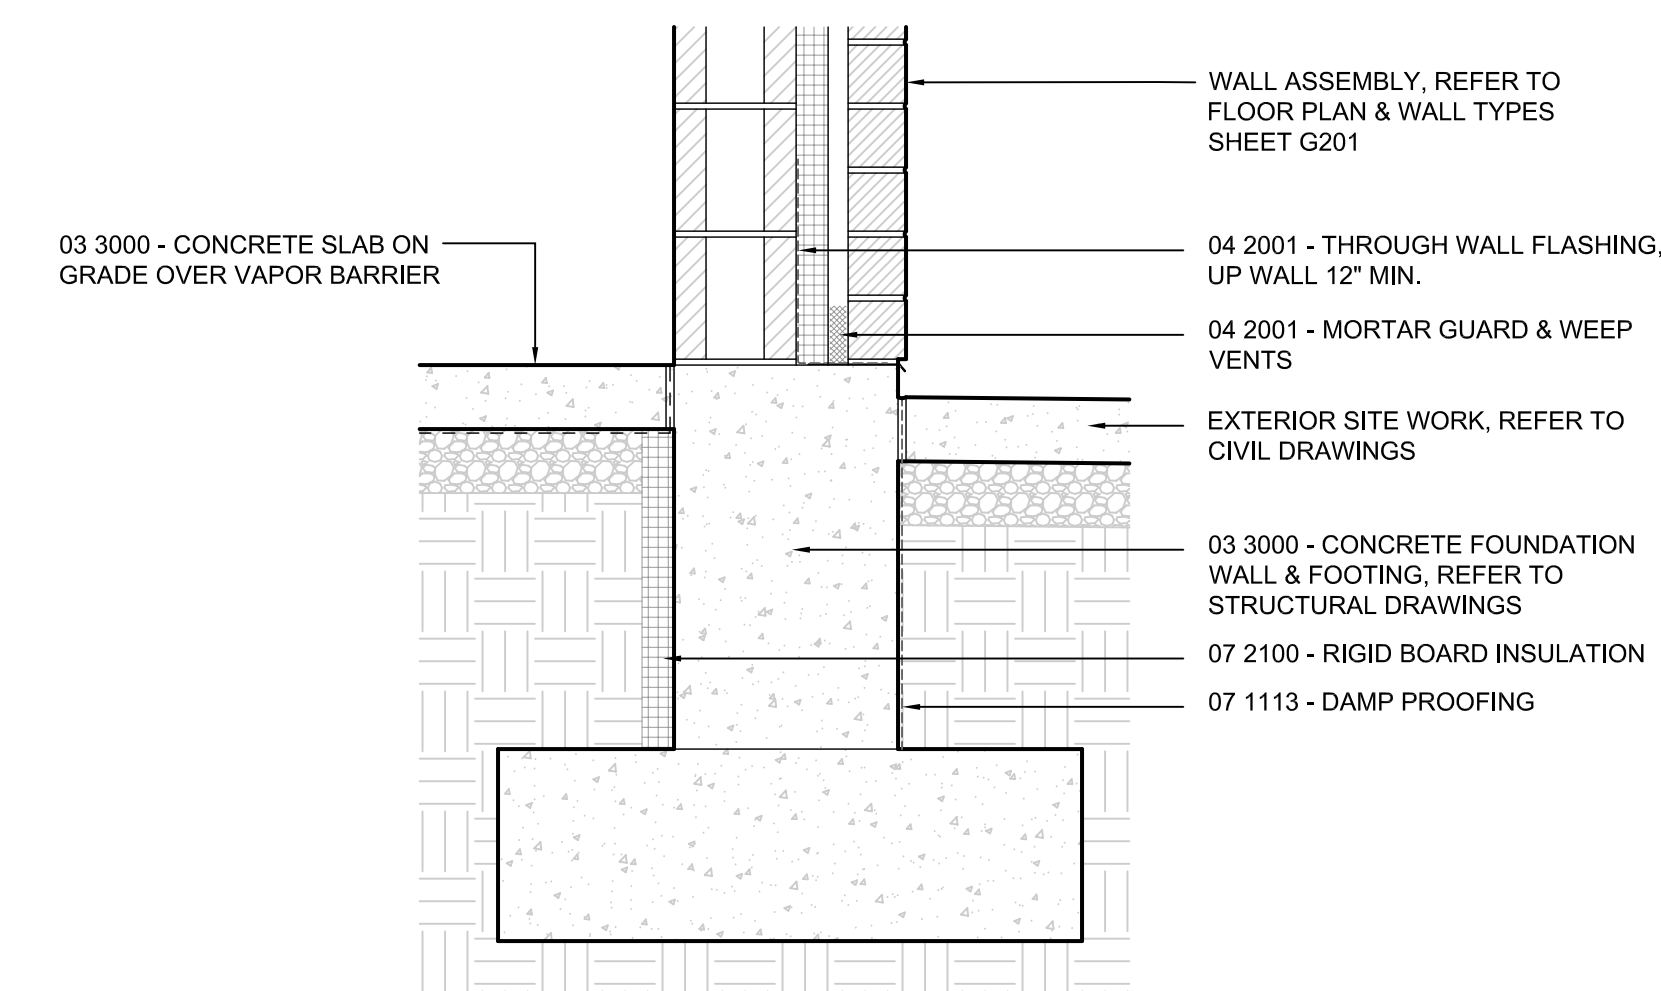 03 3000 - CONCRETE SLAB ON
GRADE OVER VAPOR BARRIER
WALL ASSEMBLY, REFER TO
FLOOR PLAN & WALL TYPES
SHEET G201
04 2001 - THROUGH WALL FLASHING,
UP WALL 12" MIN.
04 2001 - MORTAR GUARD & WEEP
VENTS
EXTERIOR SITE WORK, REFER TO
CIVIL DRAWINGS
03 3000 - CONCRETE FOUNDATION
WALL & FOOTING, REFER TO
STRUCTURAL DRAWINGS
07 2100 - RIGID BOARD INSULATION
07 1113 - DAMP PROOFING